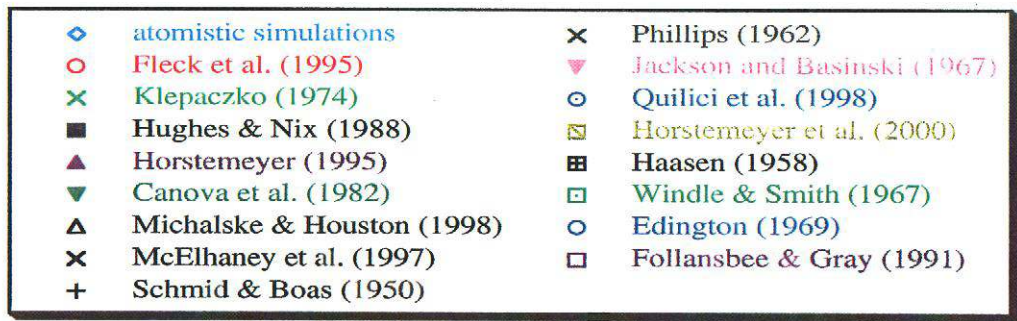 atomistic simulations
Fleck et al. (1995)
Klepaczko (1974)
Hughes & Nix (1988)
Horstemeyer (1995)
Canova et al. (1982)
Michalske & Houston (1998)
McElhaney et al. (1997)
Schmid & Boas (1950)
Phillips (1962)
Jackson and Basinski (1967)
Quilici et al. (1998)
Horstemeyer et al. (2000)
Haasen (1958)
Windle & Smith (1967)
Edington (1969)
Follansbee & Gray (1991)